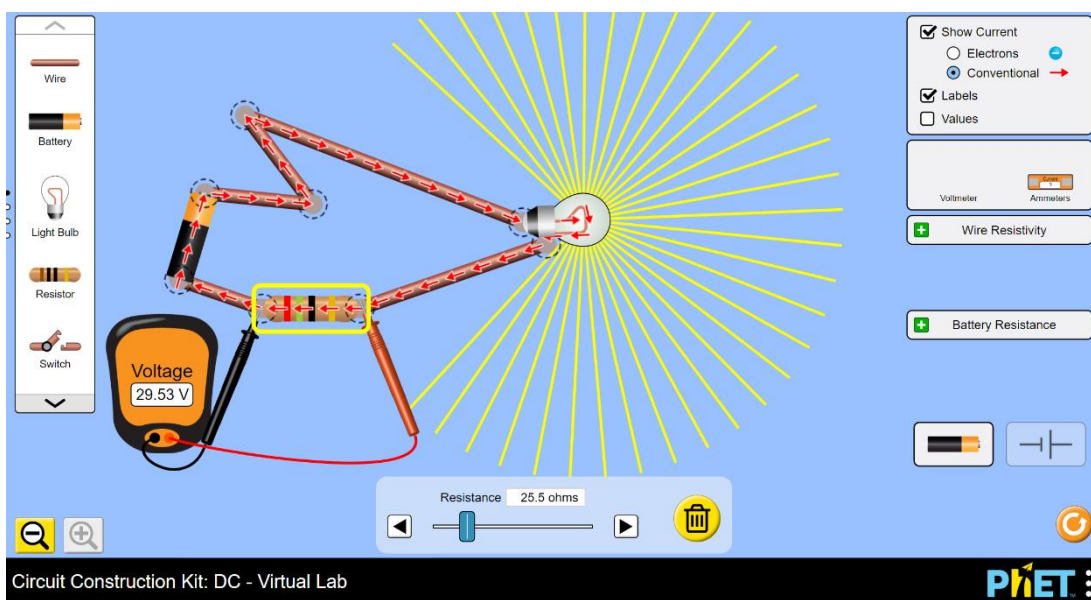 Wire
Battery
Light Bulb
Resistor
Switch
Voltage
29.53 V
Resistance 25.5 ohms
Show Current
Electrons
Conventional
Labels
Values
Voltmeter
Current
Ammeters
Wire Resistivity
Battery Resistance
Circuit Construction Kit: DC - Virtual Lab
PhET